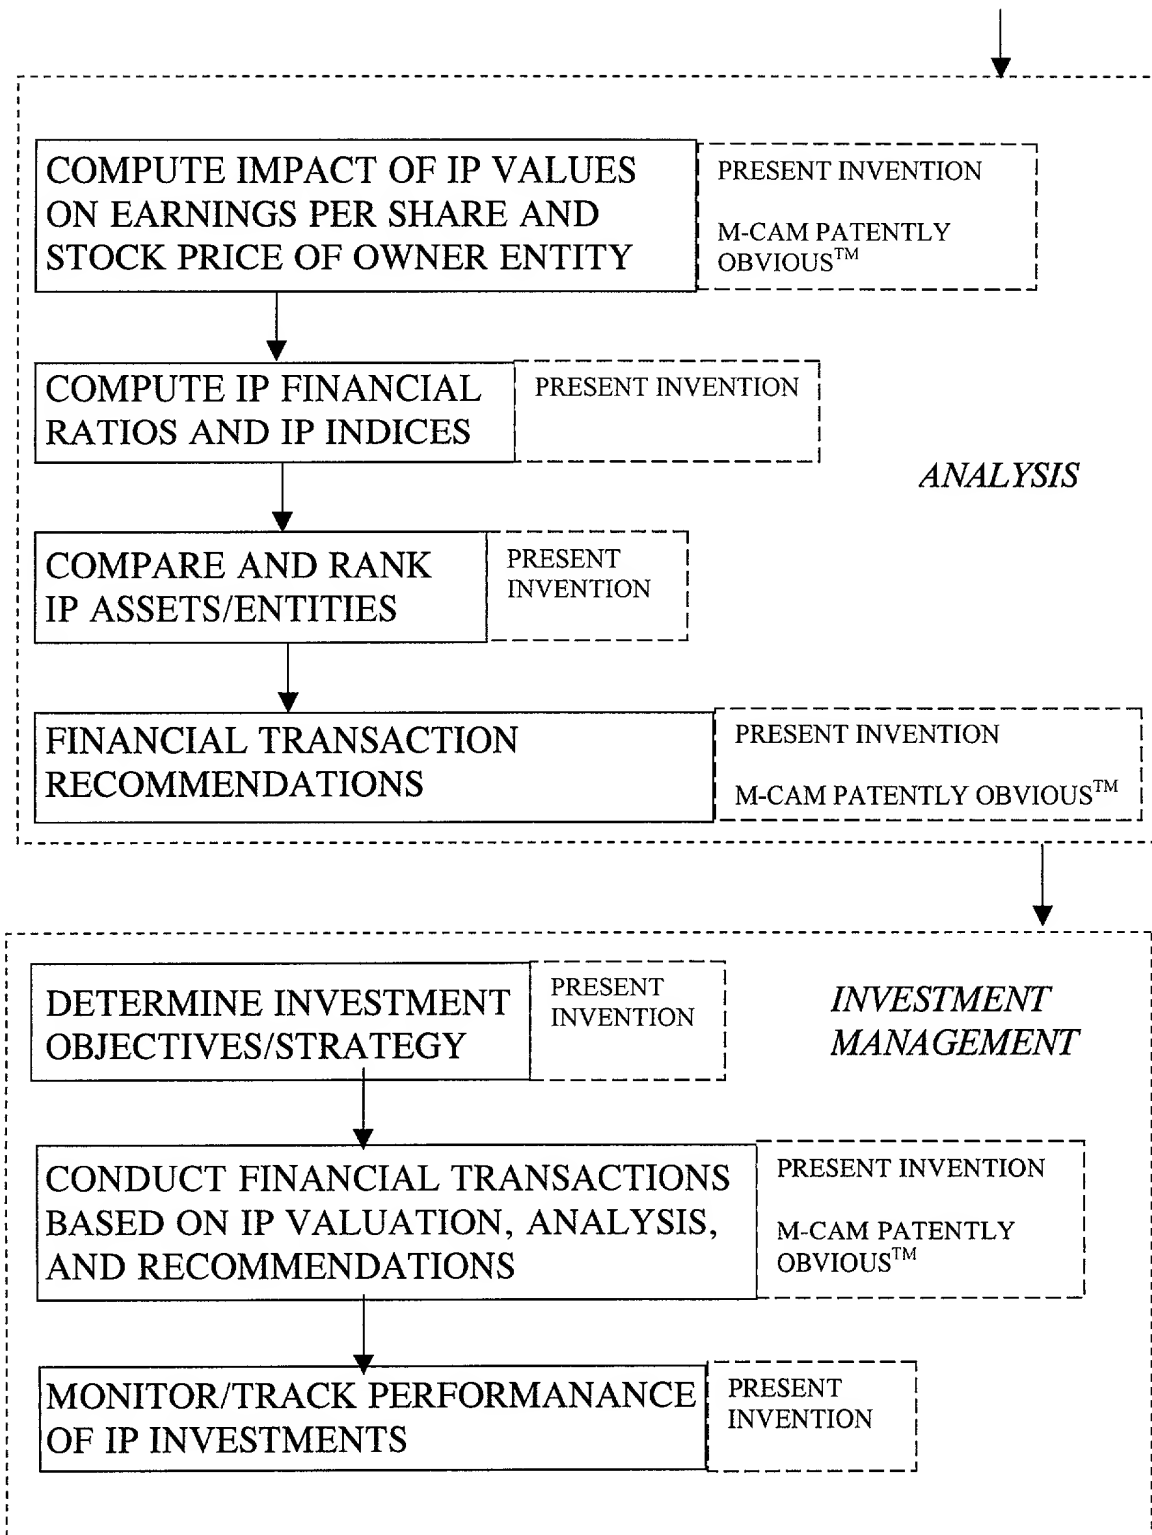 COMPUTE IMPACT OF IP VALUES
ON EARNINGS PER SHARE AND
STOCK PRICE OF OWNER ENTITY
PRESENT INVENTION
M-CAM PATENTLY
OBVIOUS™
COMPUTE IP FINANCIAL
RATIOS AND IP INDICES
PRESENT INVENTION
ANALYSIS
COMPARE AND RANK
IP ASSETS/ENTITIES
PRESENT
INVENTION
FINANCIAL TRANSACTION
RECOMMENDATIONS
PRESENT INVENTION
M-CAM PATENTLY OBVIOUS™
DETERMINE INVESTMENT
OBJECTIVES/STRATEGY
PRESENT
INVENTION
INVESTMENT
MANAGEMENT
CONDUCT FINANCIAL TRANSACTIONS
BASED ON IP VALUATION, ANALYSIS,
AND RECOMMENDATIONS
PRESENT INVENTION
M-CAM PATENTLY
OBVIOUS™
MONITOR/TRACK PERFORMANANCE
OF IP INVESTMENTS
PRESENT
INVENTION